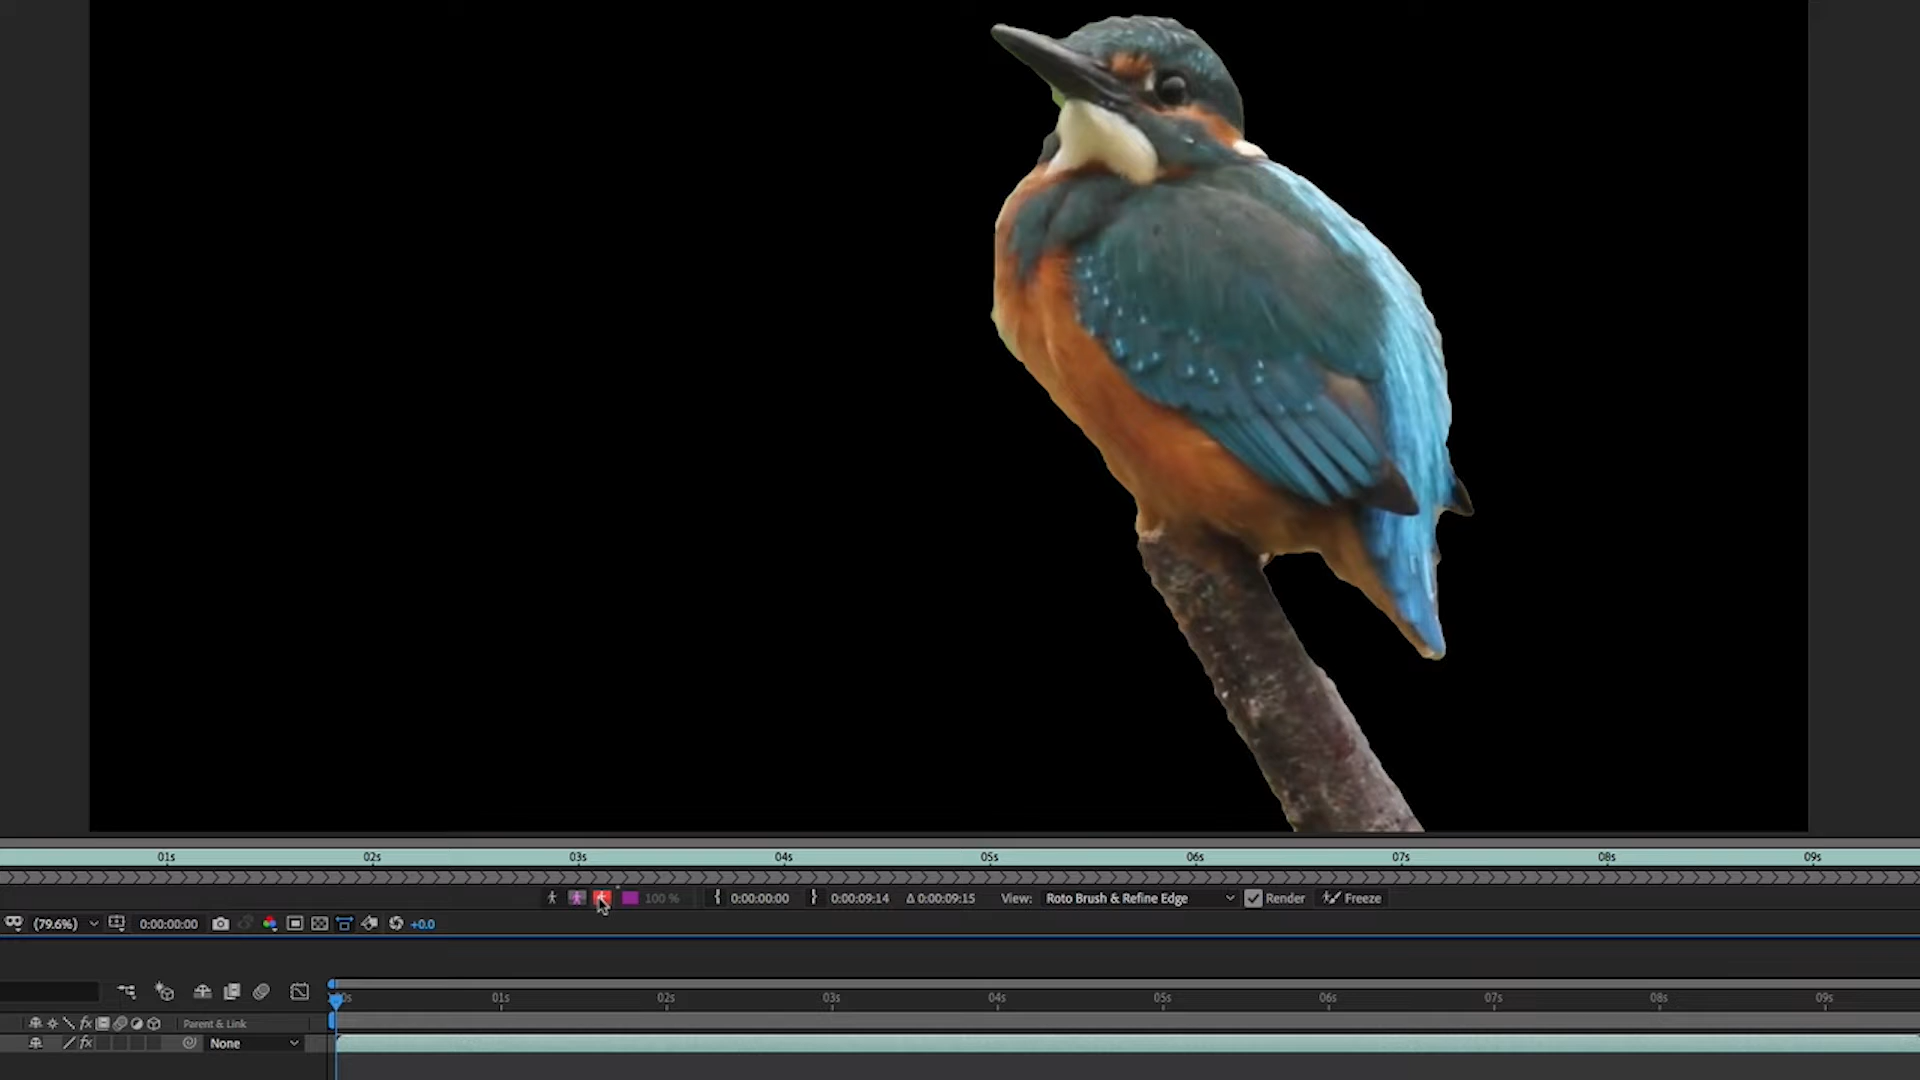 01s 02s 03s 04s 05s 06s 07s 08s 09s
100 % 0:00:00:00 0:00:09:14 Δ 0:00:09:15 View: Roto Brush & Refine Edge Render Freeze
(79.6%) 0:00:00:00 +0.0
01s 02s 03s 04s 05s 06s 07s 08s 09s
fx Parent & Link
fx None